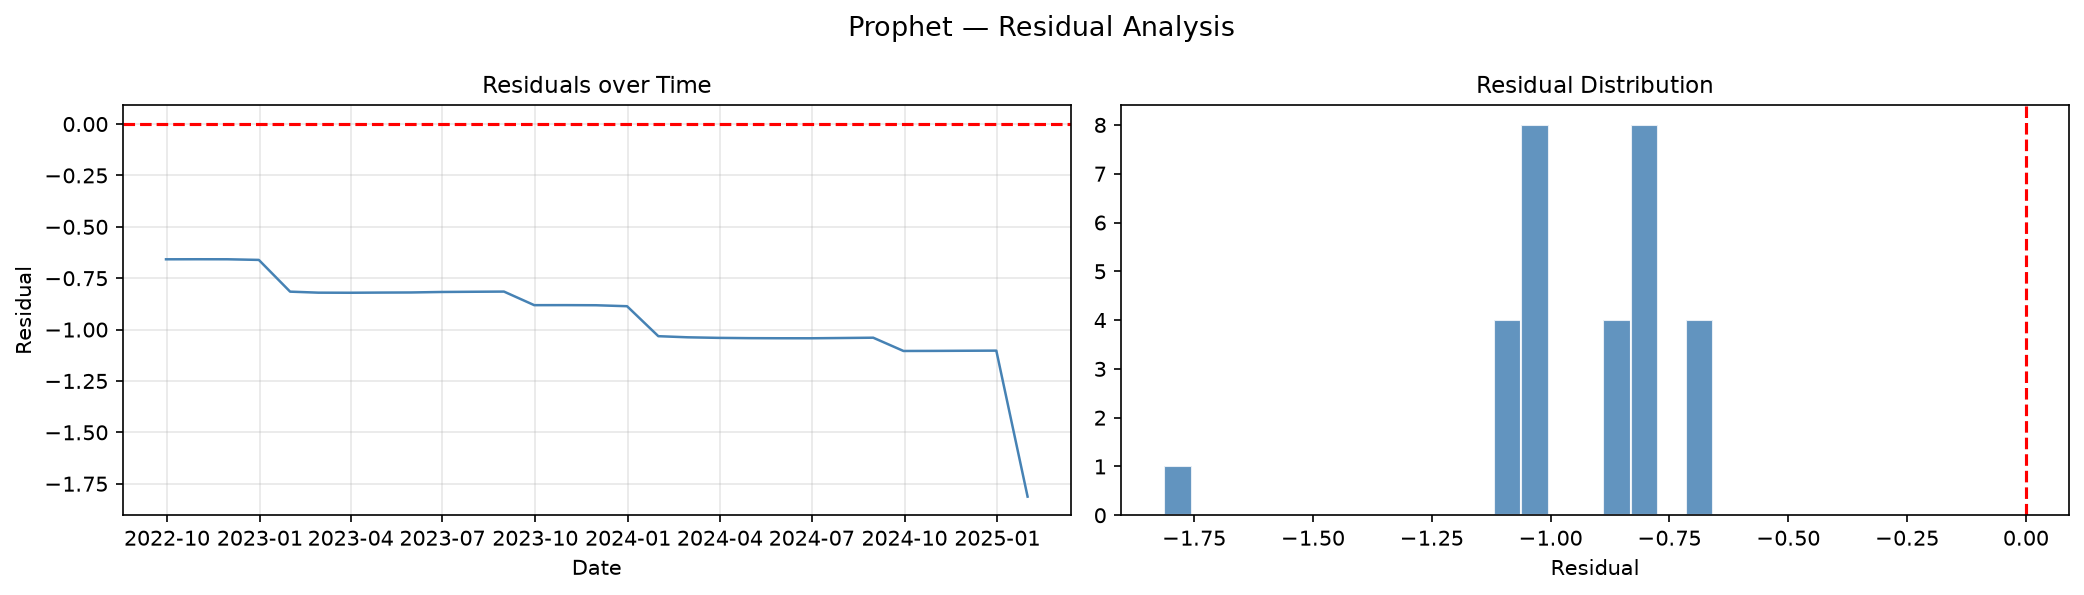 Prophet — Residual Analysis
Residuals over Time
0.00
−0.25
−0.50
−0.75
−1.00
−1.25
−1.50
−1.75
Residual
2022-10 2023-01 2023-04 2023-07 2023-10 2024-01 2024-04 2024-07 2024-10 2025-01
Date
Residual Distribution
8
7
6
5
4
3
2
1
0
−1.75 −1.50 −1.25 −1.00 −0.75 −0.50 −0.25 0.00
Residual